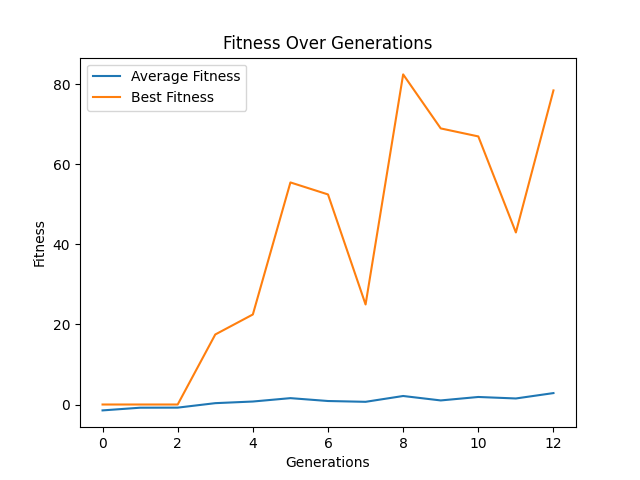 Fitness Over Generations
Average Fitness
Best Fitness
80
60
40
20
0
Fitness
0 2 4 6 8 10 12
Generations